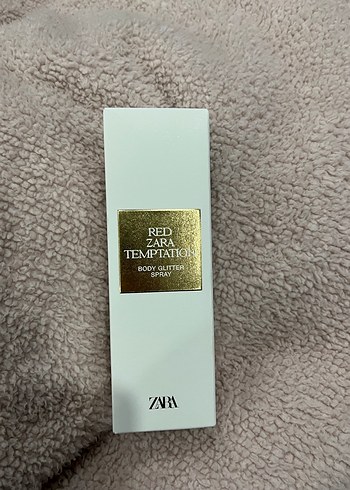 RED
ZARA
TEMPTATION
BODY GLITTER
SPRAY
ZARA